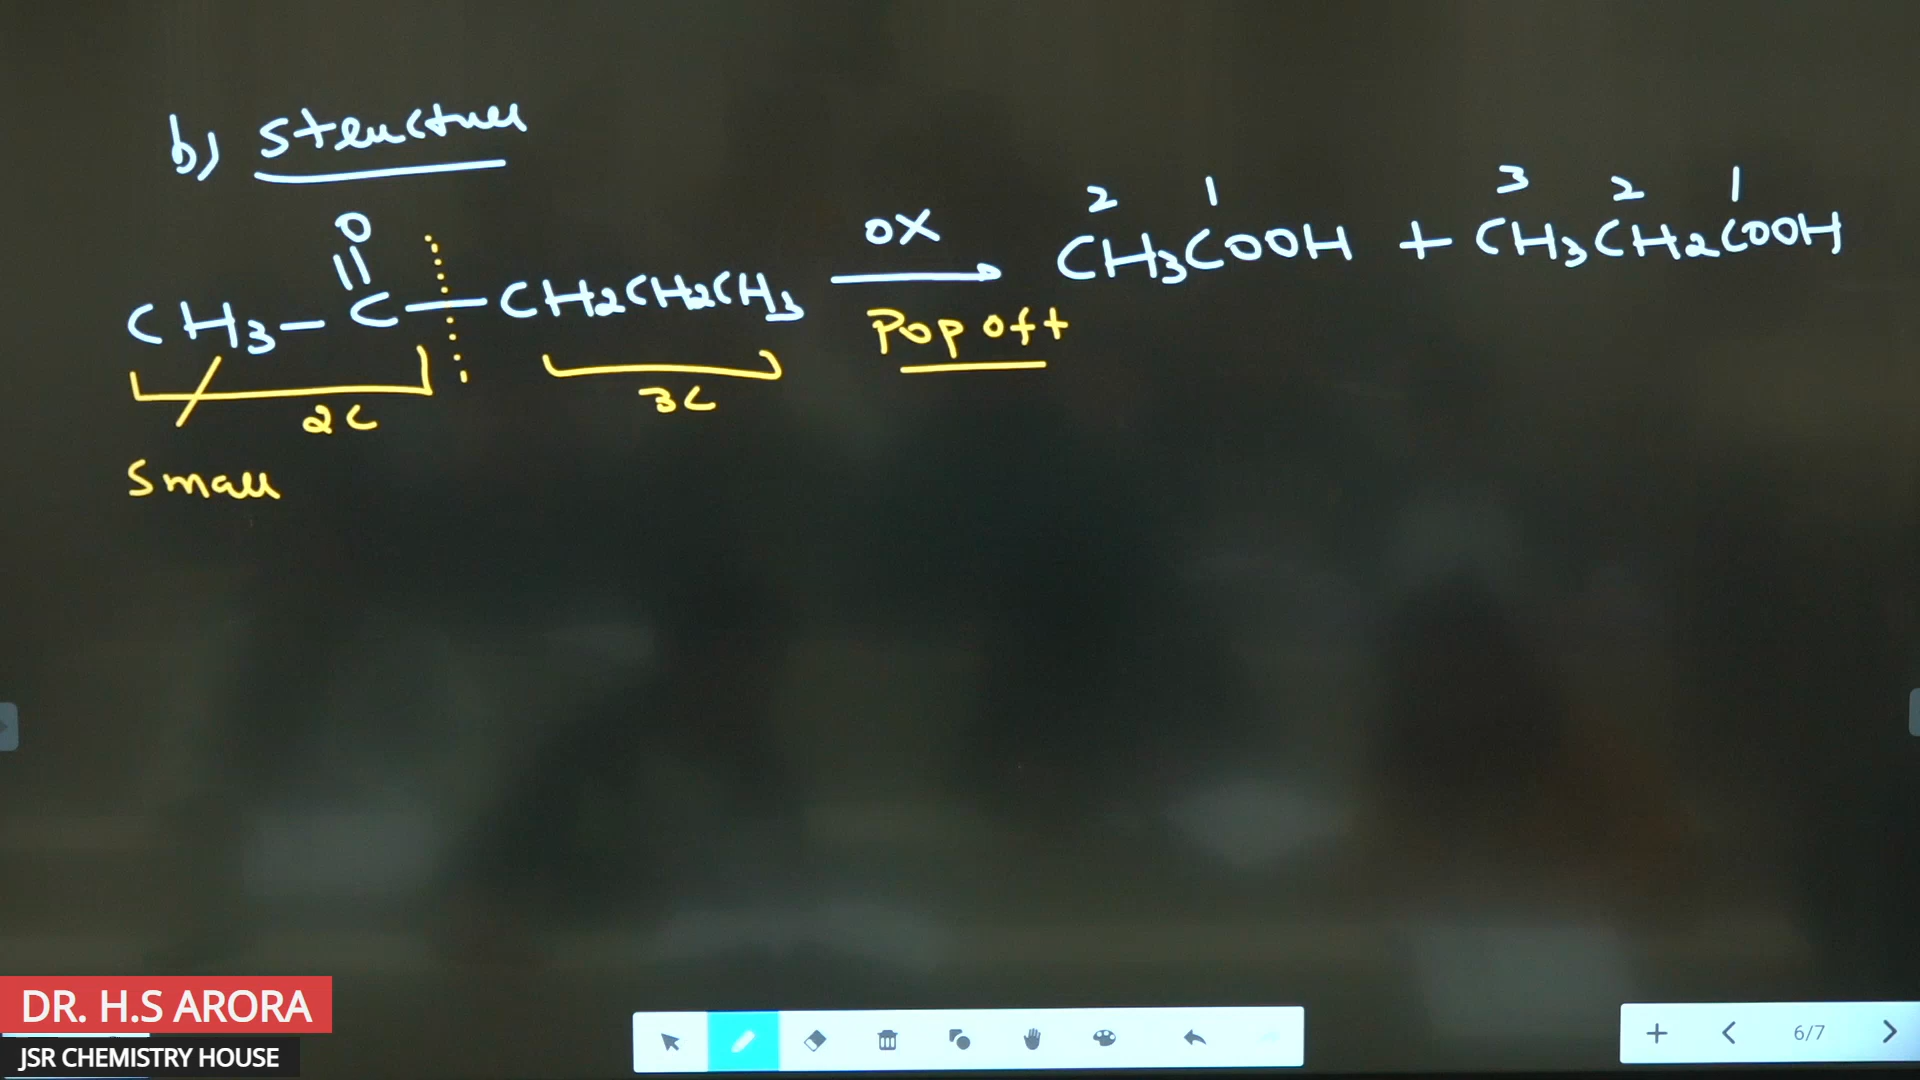 b) Structures
O
||
CH3 — C — CH2CH2CH3 OX → CH3COOH + CH3CH2COOH
2 1 3 2 1
Pop off
2C 3C
Small
DR. H.S ARORA
JSR CHEMISTRY HOUSE
6/7